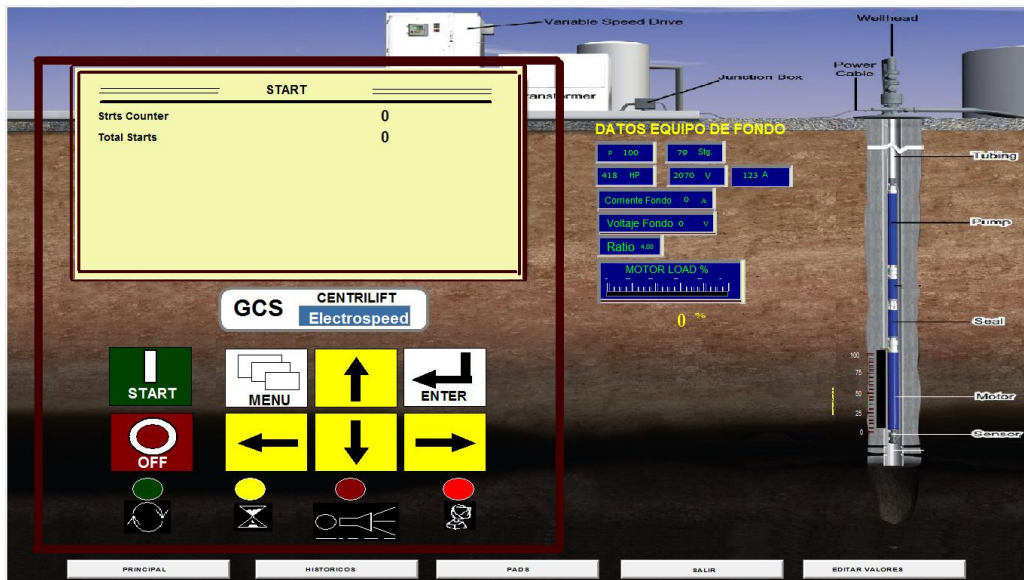 Variable Speed Drive
Wellhead
Power
Cable
Junction Box
ansformer
START
Strts Counter 0
Total Starts 0
DATOS EQUIPO DE FONDO
P 100 79 Stg.
418 HP 2070 V 123 A
Corriente Fondo 0 A
Voltaje Fondo 0 V
Ratio 4.00
MOTOR LOAD %
0 %
Tubing
Pump
Seal
Motor
Sensor
100
75
50
25
0
GCS CENTRILIFT
Electrospeed
START
MENU
ENTER
OFF
PRINCIPAL HISTORICOS PADS SALIR EDITAR VALORES